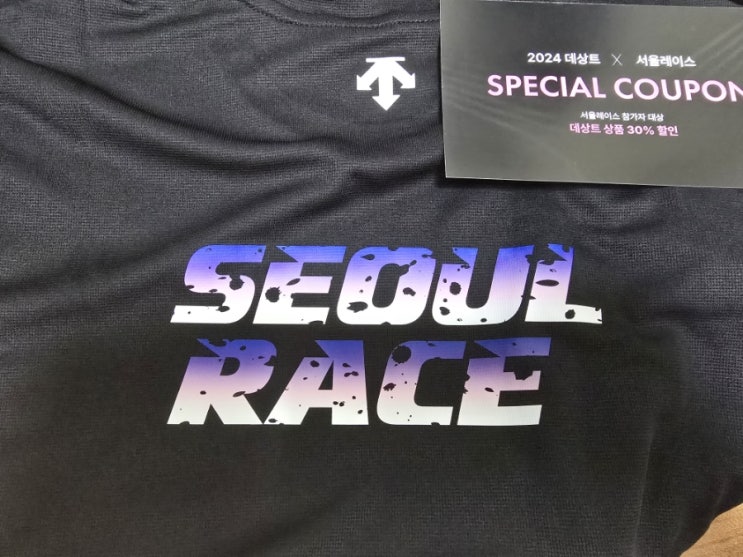 2024 데상트 X 서울레이스
SPECIAL COUPON
서울레이스 참가자 대상
데상트 상품 30% 할인
SEOUL
RACE